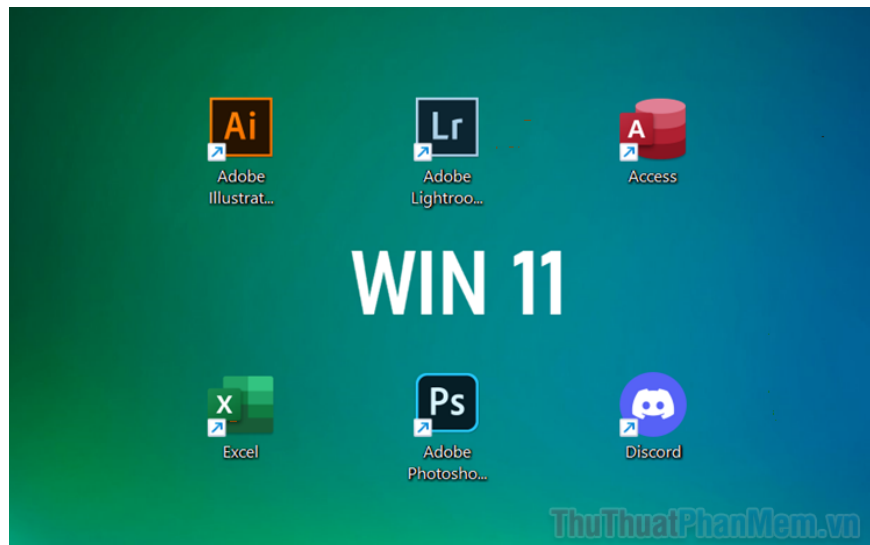 Ai
Lr
A
Adobe
Illustrat...
Adobe
Lightroo...
Access
WIN 11
X
Ps
Excel
Adobe
Photosho...
Discord
ThuThuatPhanMem.vn